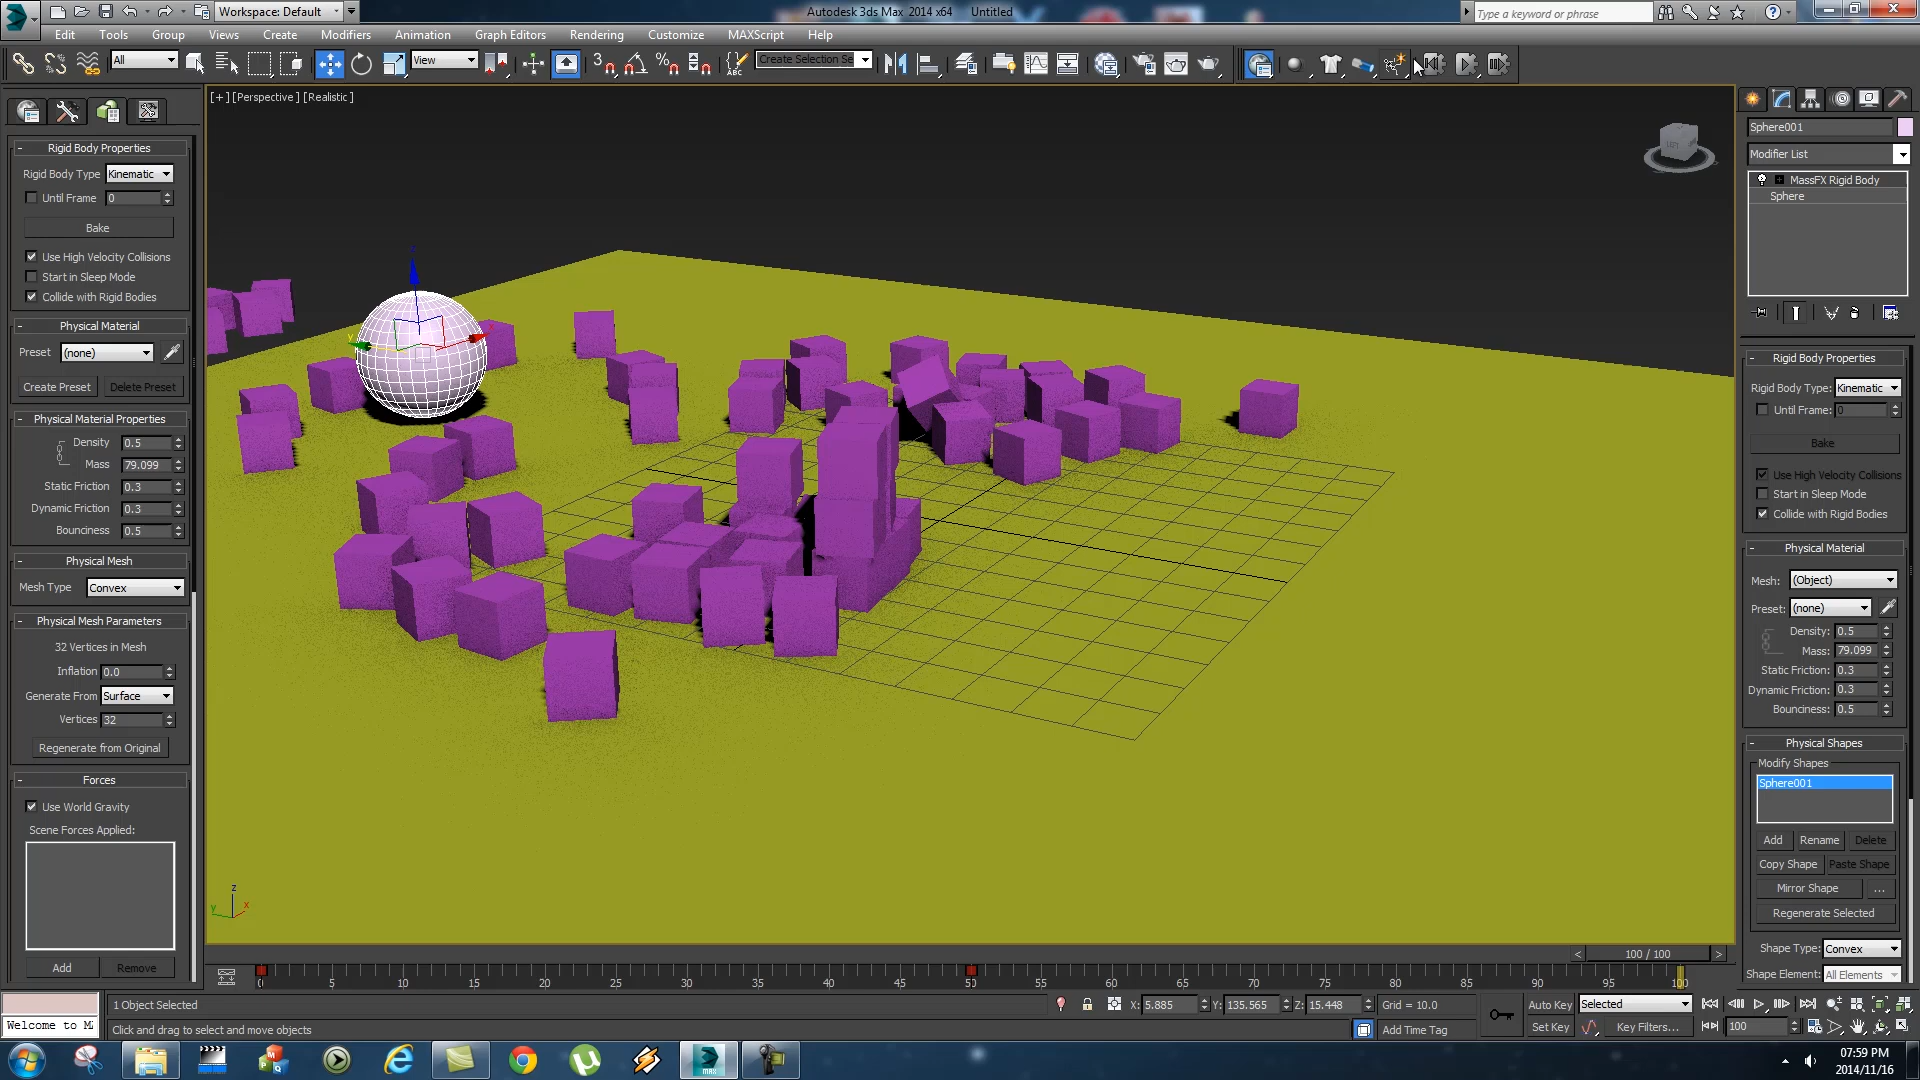 Workspace: Default
Autodesk 3ds Max 2014 x64 Untitled
Type a keyword or phrase
Edit Tools Group Views Create Modifiers Animation Graph Editors Rendering Customize MAXScript Help
All
View
Create Selection Se
[+] [Perspective] [Realistic]
Rigid Body Properties
Rigid Body Type Kinematic
Until Frame 0
Bake
Use High Velocity Collisions
Start in Sleep Mode
Collide with Rigid Bodies
Physical Material
Preset (none)
Create Preset Delete Preset
Physical Material Properties
Density 0.5
Mass 79.099
Static Friction 0.3
Dynamic Friction 0.3
Bounciness 0.5
Physical Mesh
Mesh Type Convex
Physical Mesh Parameters
32 Vertices in Mesh
Inflation 0.0
Generate From Surface
Vertices 32
Regenerate from Original
Forces
Use World Gravity
Scene Forces Applied:
Add Remove
z
y
x
Sphere001
Modifier List
MassFX Rigid Body
Sphere
Rigid Body Properties
Rigid Body Type: Kinematic
Until Frame: 0
Bake
Use High Velocity Collisions
Start in Sleep Mode
Collide with Rigid Bodies
Physical Material
Mesh: (Object)
Preset: (none)
Density: 0.5
Mass: 79.099
Static Friction: 0.3
Dynamic Friction: 0.3
Bounciness: 0.5
Physical Shapes
Modify Shapes
Sphere001
Add Rename Delete
Copy Shape Paste Shape
Mirror Shape ...
Regenerate Selected
Shape Type: Convex
Shape Element: All Elements
< 100 / 100 >
0 5 10 15 20 25 30 35 40 45 50 55 60 65 70 75 80 85 90 95 100
1 Object Selected
X: 5.885 Y: 135.565 Z: 15.448 Grid = 10.0
Auto Key Selected
Welcome to M
Click and drag to select and move objects
Add Time Tag
Set Key Key Filters... 100
MAX
07:59 PM
2014/11/16